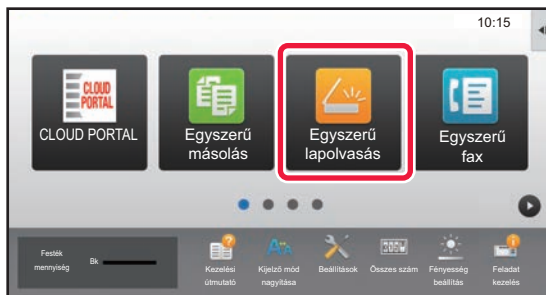 10:15
CLOUD
PORTAL
CLOUD PORTAL
Egyszerű
másolás
Egyszerű
lapolvasás
Egyszerű
fax
Festék
mennyiség
Bk
Kezelési
útmutató
Kijelző mód
nagyítása
Beállítások
Összes szám
Fényesség
beállítás
Feladat
kezelés